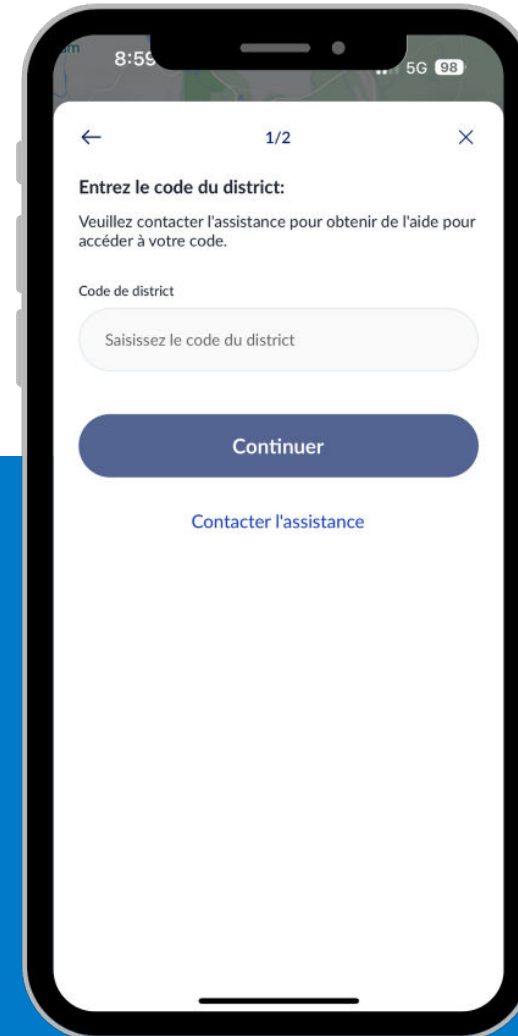 8:59
5G 98
1/2
Entrez le code du district:
Veuillez contacter l'assistance pour obtenir de l'aide pour
accéder à votre code.
Code de district
Saisissez le code du district
Continuer
Contacter l'assistance